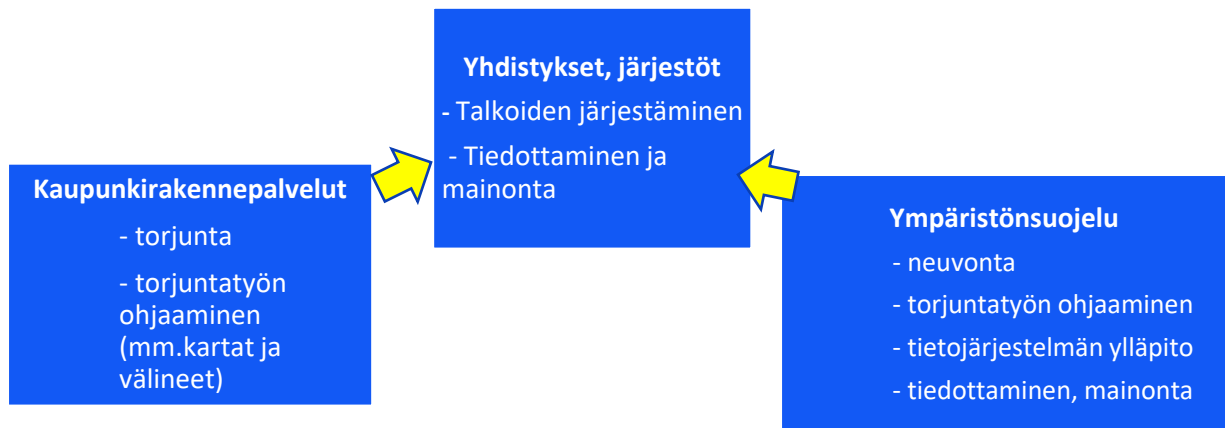 Yhdistykset, järjestöt
- Talkoiden järjestäminen
- Tiedottaminen ja
mainonta
Kaupunkirakennepalvelut
- torjunta
- torjuntatyön
ohjaaminen
(mm.kartat ja
välineet)
Ympäristönsuojelu
- neuvonta
- torjuntatyön ohjaaminen
- tietojärjestelmän ylläpito
- tiedottaminen, mainonta